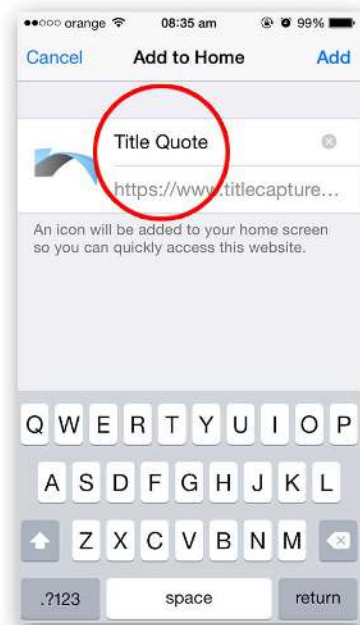 orange 08:35 am 99%
Cancel Add to Home Add
Title Quote
https://www.titlecapture...
An icon will be added to your home screen
so you can quickly access this website.
Q W E R T Y U I O P
A S D F G H J K L
Z X C V B N M
.?123 space return